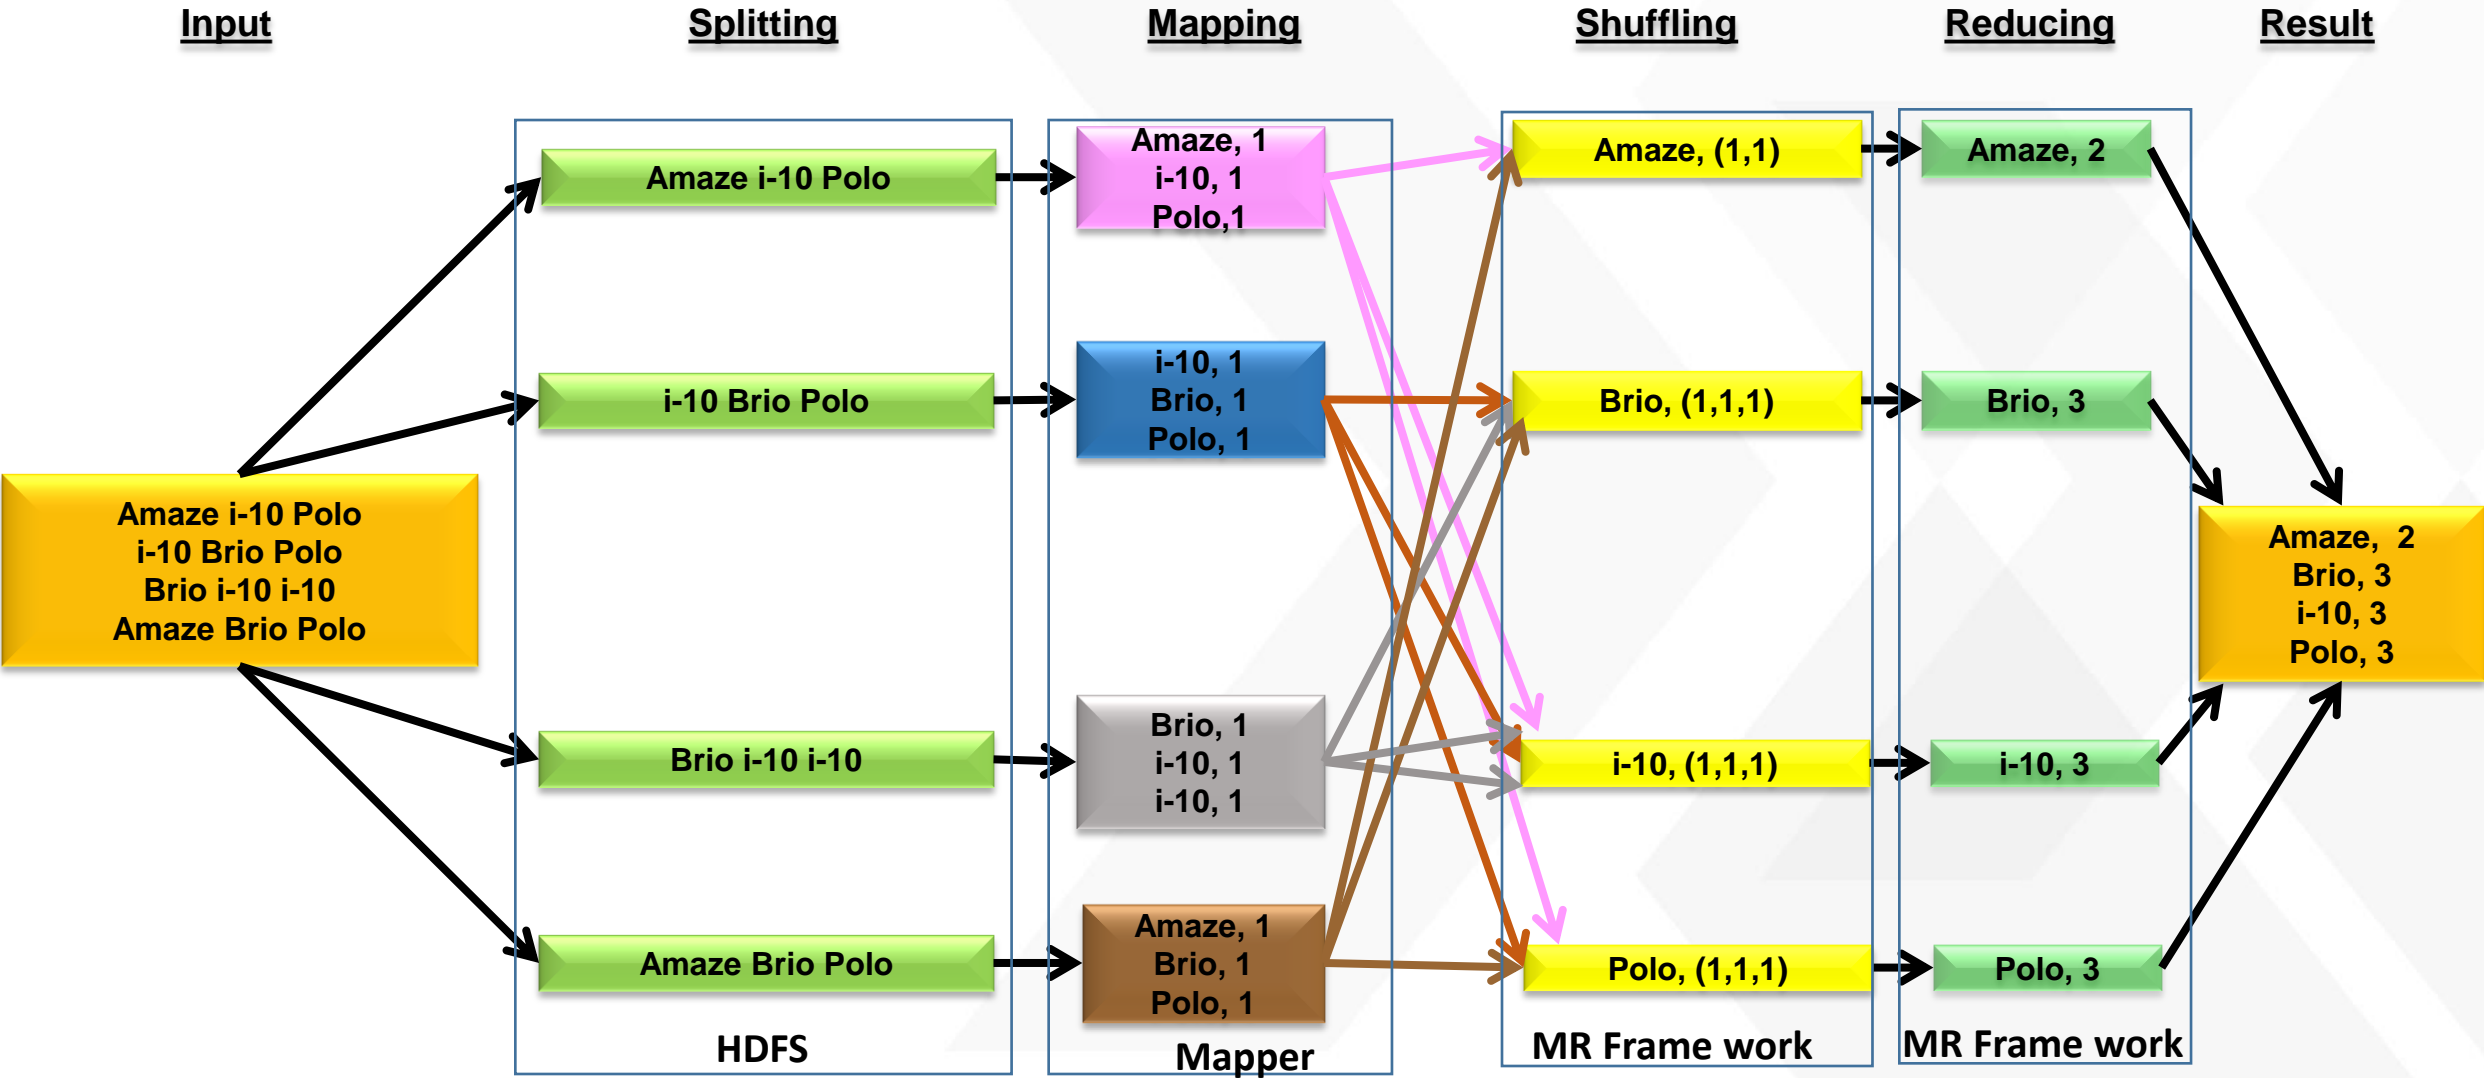 Input
Splitting
Mapping
Shuffling
Reducing
Result
Amaze i-10 Polo
i-10 Brio Polo
Brio i-10 i-10
Amaze Brio Polo
Amaze i-10 Polo
i-10 Brio Polo
Brio i-10 i-10
Amaze Brio Polo
HDFS
Amaze, 1
i-10, 1
Polo,1
i-10, 1
Brio, 1
Polo, 1
Brio, 1
i-10, 1
i-10, 1
Amaze, 1
Brio, 1
Polo, 1
Mapper
Amaze, (1,1)
Brio, (1,1,1)
i-10, (1,1,1)
Polo, (1,1,1)
MR Frame work
Amaze, 2
Brio, 3
i-10, 3
Polo, 3
MR Frame work
Amaze,  2
Brio, 3
i-10, 3
Polo, 3